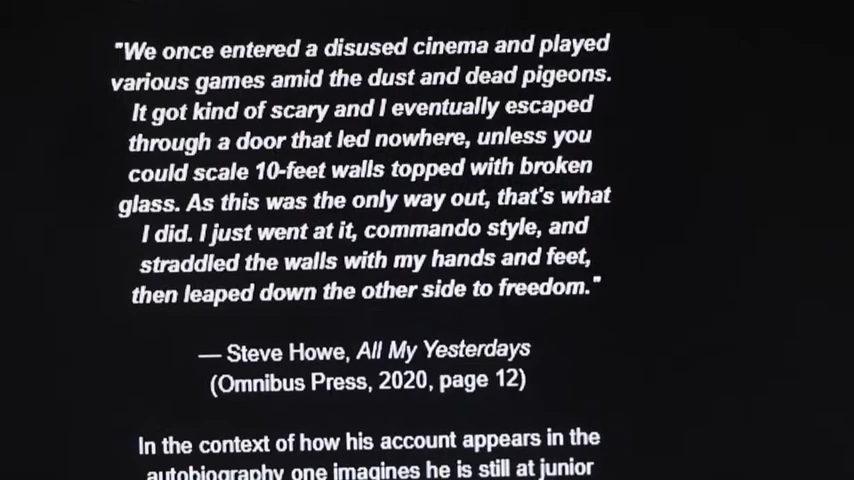 "We once entered a disused cinema and played
various games amid the dust and dead pigeons.
It got kind of scary and I eventually escaped
through a door that led nowhere, unless you
could scale 10-feet walls topped with broken
glass. As this was the only way out, that's what
I did. I just went at it, commando style, and
straddled the walls with my hands and feet,
then leaped down the other side to freedom."
— Steve Howe, All My Yesterdays
(Omnibus Press, 2020, page 12)
In the context of how his account appears in the
autobiography one imagines he is still at junior